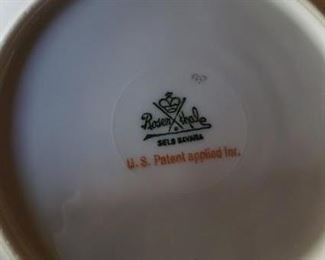 Rosenthal
SELB BAVARIA
U. S. Patent applied for.